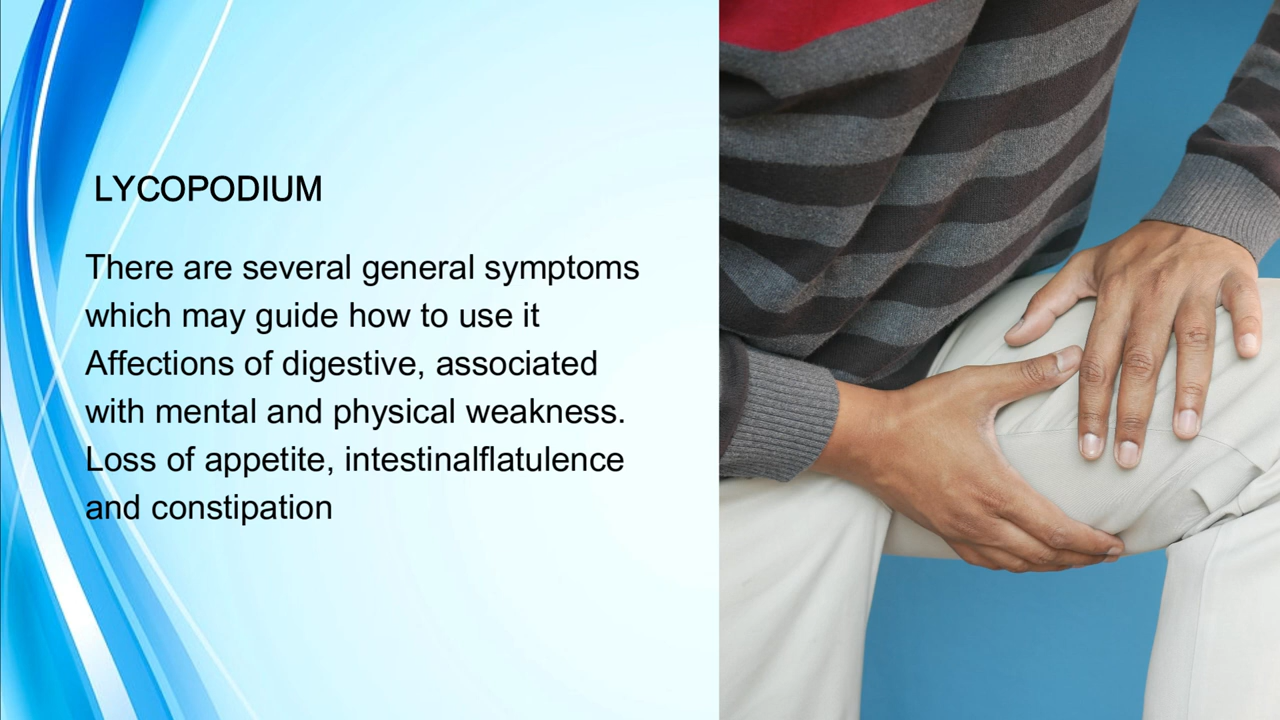 LYCOPODIUM
There are several general symptoms
which may guide how to use it
Affections of digestive, associated
with mental and physical weakness.
Loss of appetite, intestinalflatulence
and constipation